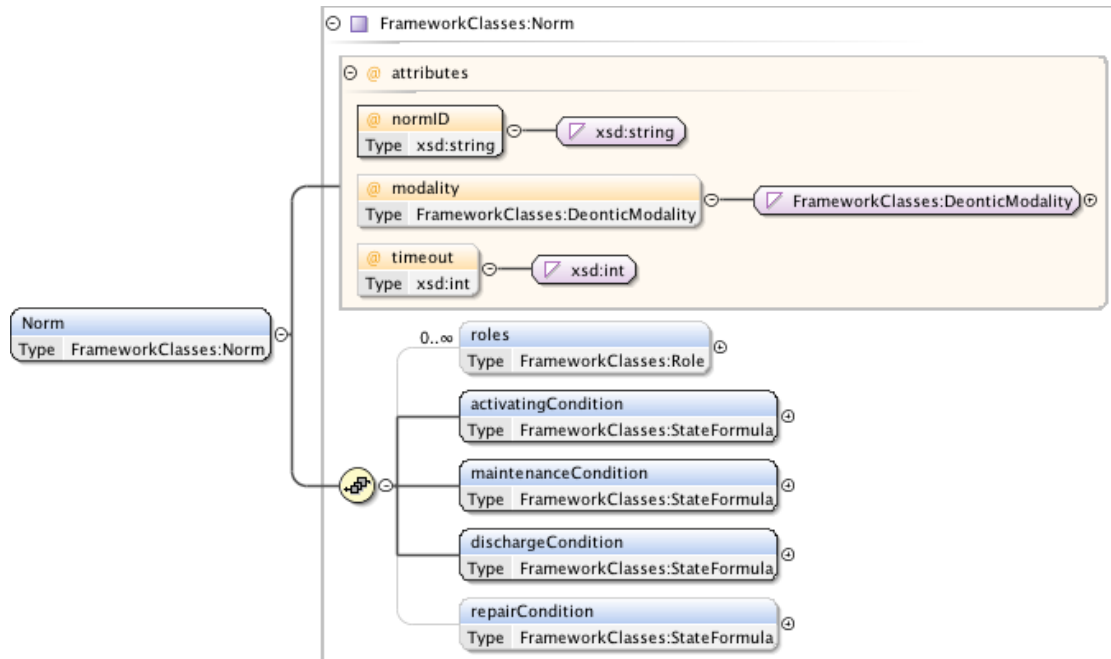 FrameworkClasses:Norm
@ attributes
@ normID
Type xsd:string
xsd:string
@ modality
Type FrameworkClasses:DeonticModality
FrameworkClasses:DeonticModality
@ timeout
Type xsd:int
xsd:int
Norm
Type FrameworkClasses:Norm
0..∞
roles
Type FrameworkClasses:Role
activatingCondition
Type FrameworkClasses:StateFormula
maintenanceCondition
Type FrameworkClasses:StateFormula
dischargeCondition
Type FrameworkClasses:StateFormula
repairCondition
Type FrameworkClasses:StateFormula